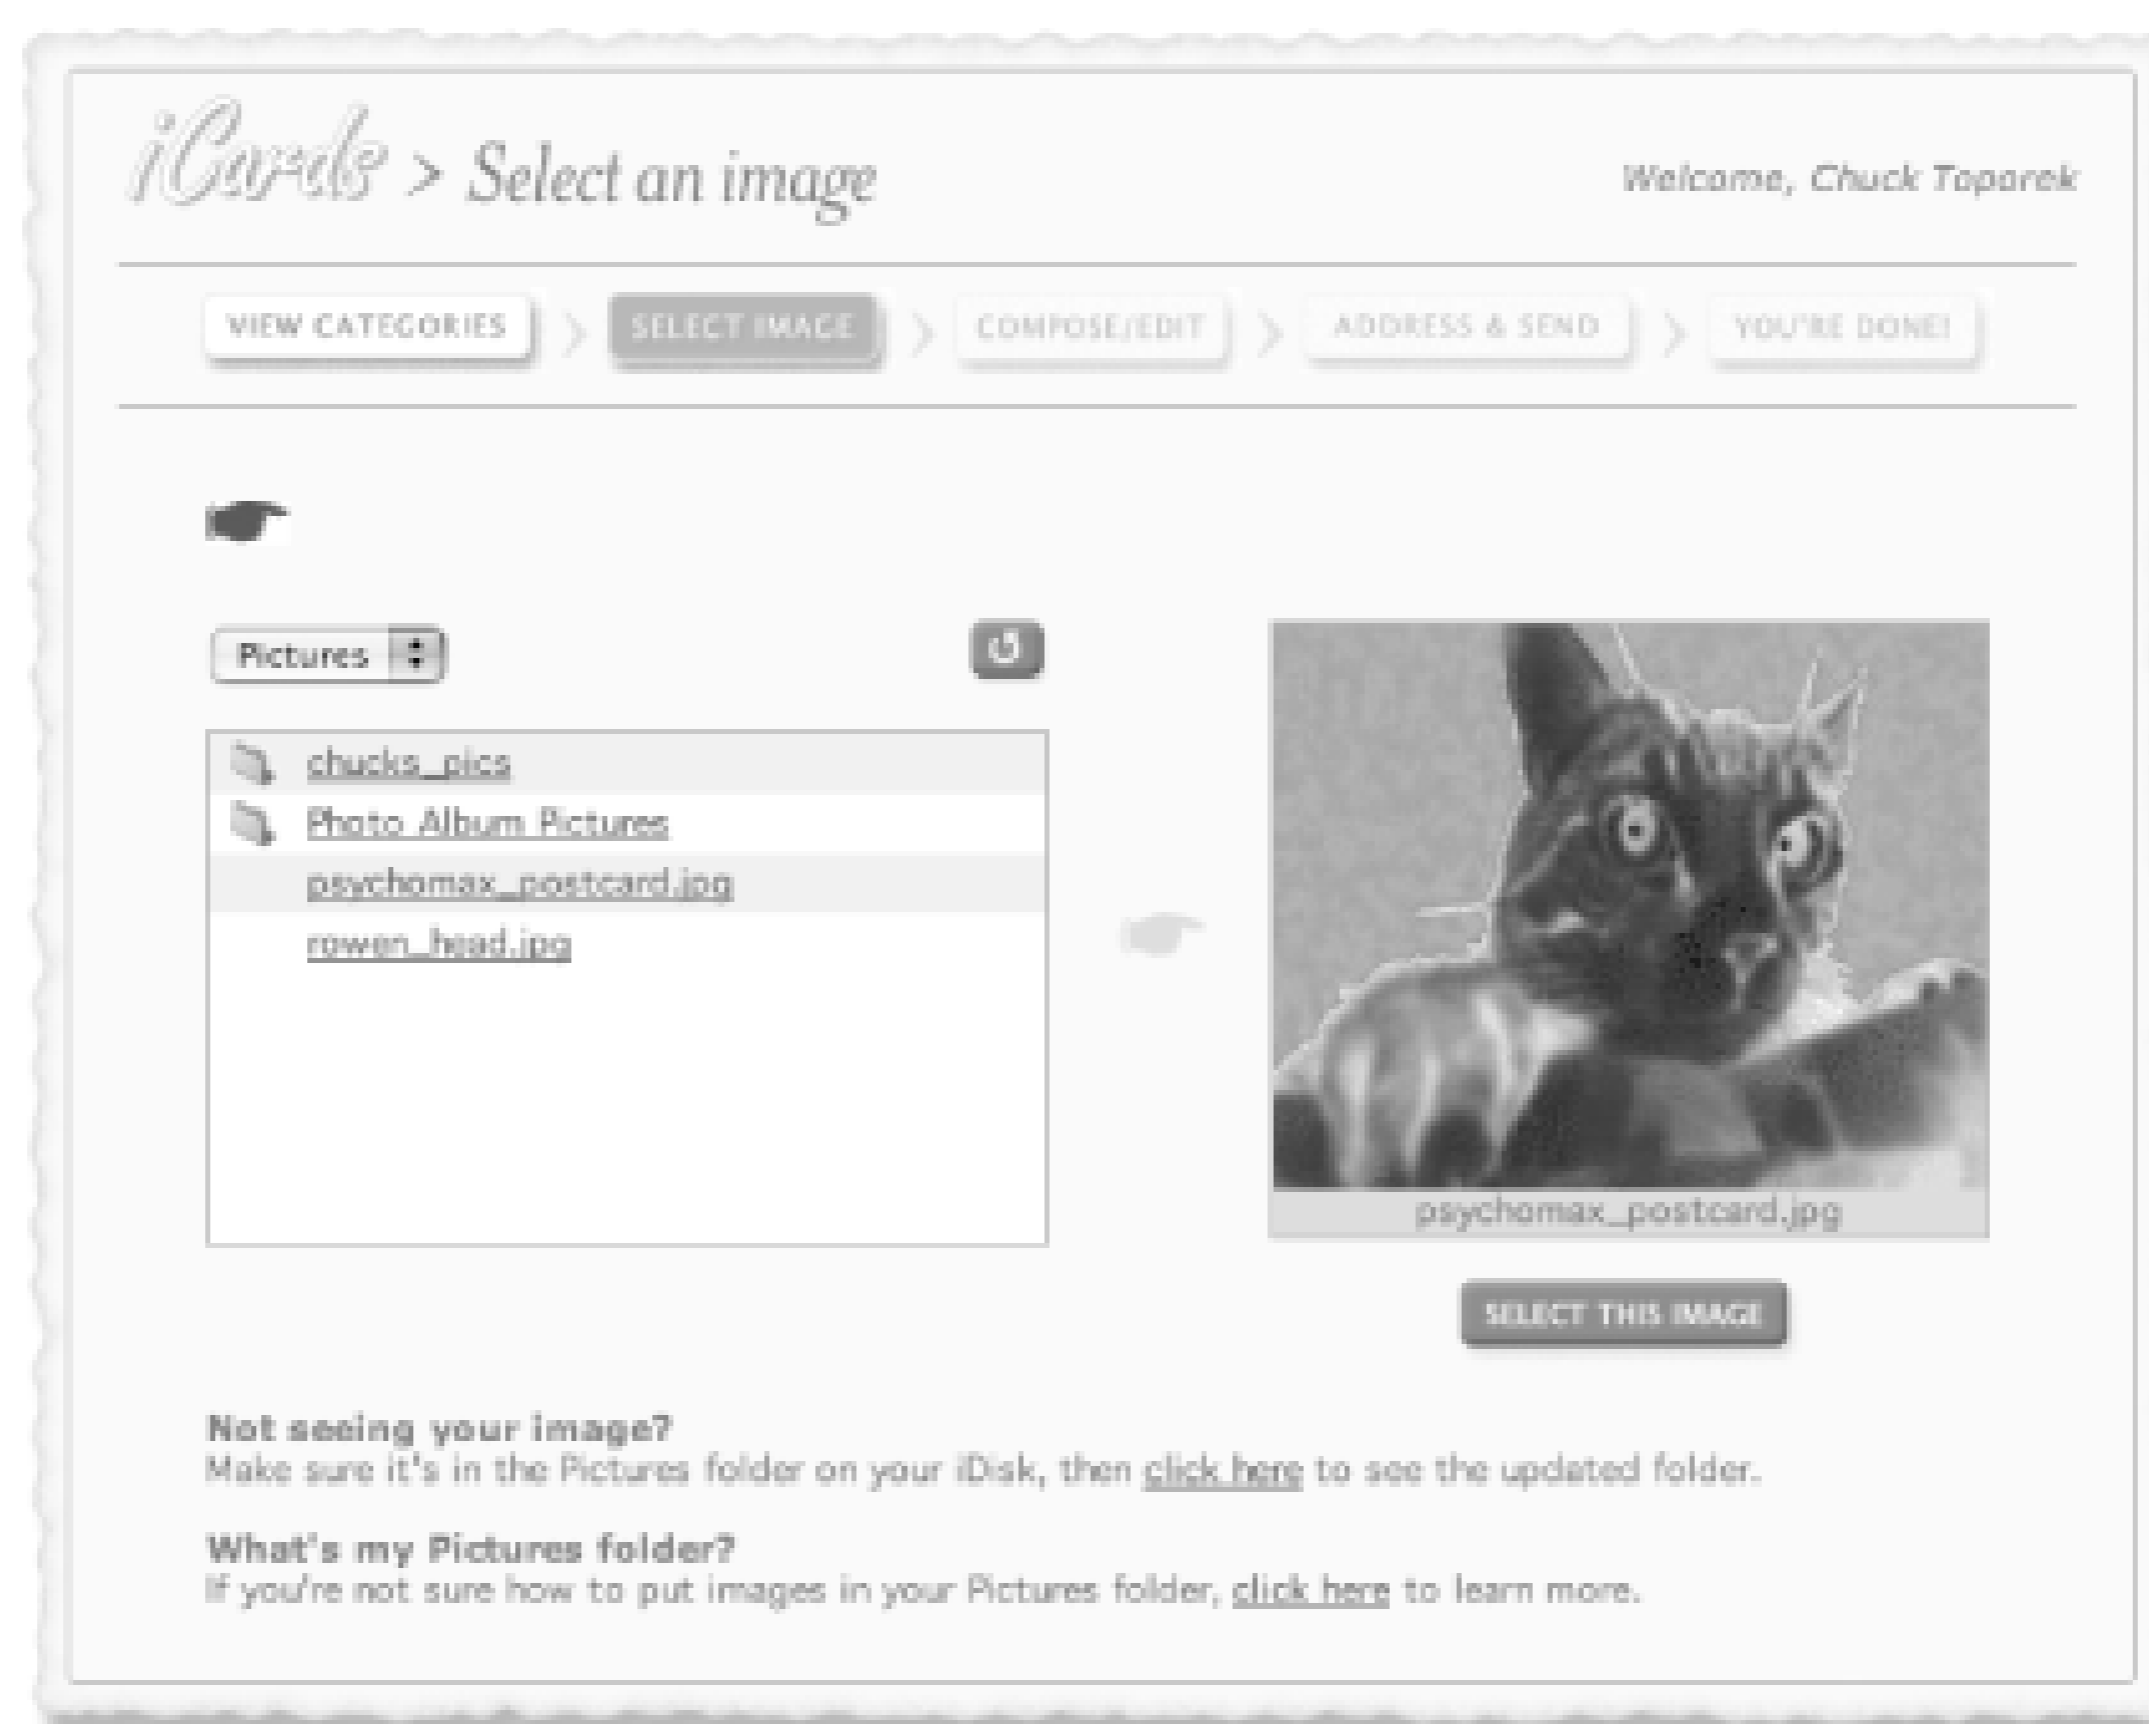 iCards > Select an image
Welcome, Chuck Toporek
VIEW CATEGORIES > SELECT IMAGE > COMPOSE/EDIT > ADDRESS & SEND > YOU'RE DONE!
Pictures
chucks_pics
Photo Album Pictures
psychomax_postcard.jpg
rowen_head.jpg
psychomax_postcard.jpg
SELECT THIS IMAGE
Not seeing your image?
Make sure it's in the Pictures folder on your iDisk, then click here to see the updated folder.
What's my Pictures folder?
If you're not sure how to put images in your Pictures folder, click here to learn more.